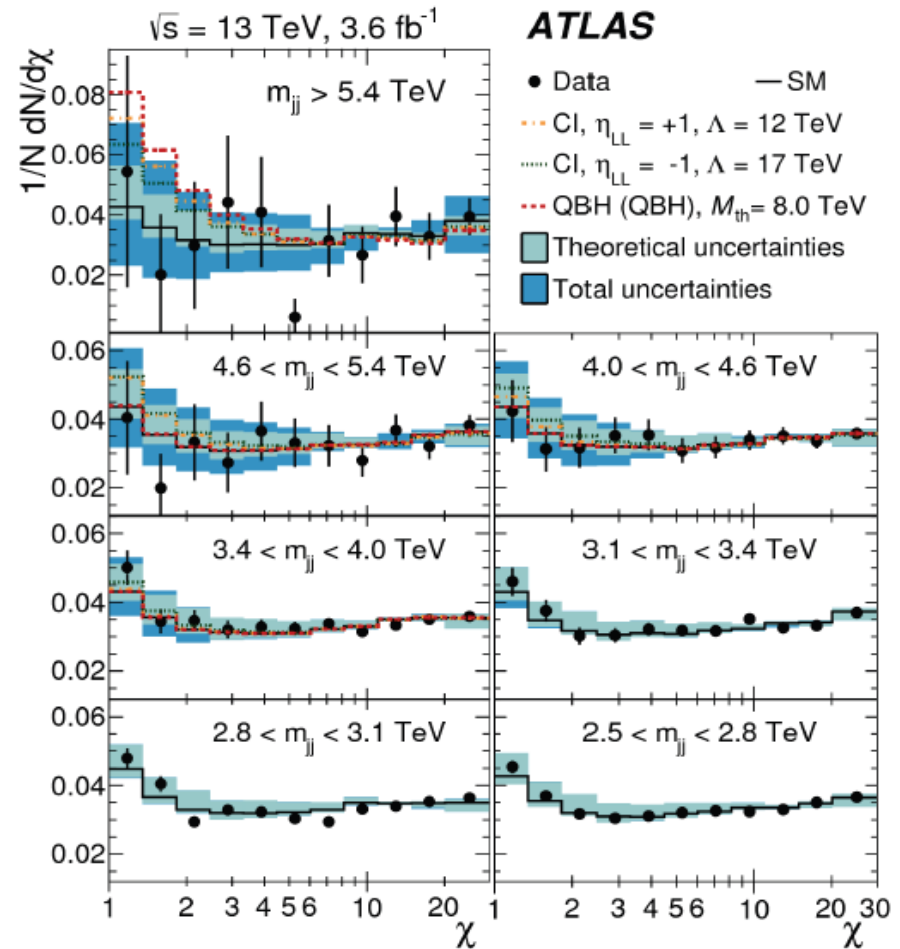 √s = 13 TeV, 3.6 fb⁻¹
ATLAS
1/N dN/dχ
m_jj > 5.4 TeV
Data
SM
CI, η_LL = +1, Λ = 12 TeV
CI, η_LL = -1, Λ = 17 TeV
QBH (QBH), M_th = 8.0 TeV
Theoretical uncertainties
Total uncertainties
0.08
0.06
0.04
0.02
4.6 < m_jj < 5.4 TeV
0.06
0.04
0.02
4.0 < m_jj < 4.6 TeV
3.4 < m_jj < 4.0 TeV
0.06
0.04
0.02
3.1 < m_jj < 3.4 TeV
2.8 < m_jj < 3.1 TeV
0.06
0.04
0.02
2.5 < m_jj < 2.8 TeV
1 2 3 4 5 6 10 20
1 2 3 4 5 6 10 20 30
χ
χ